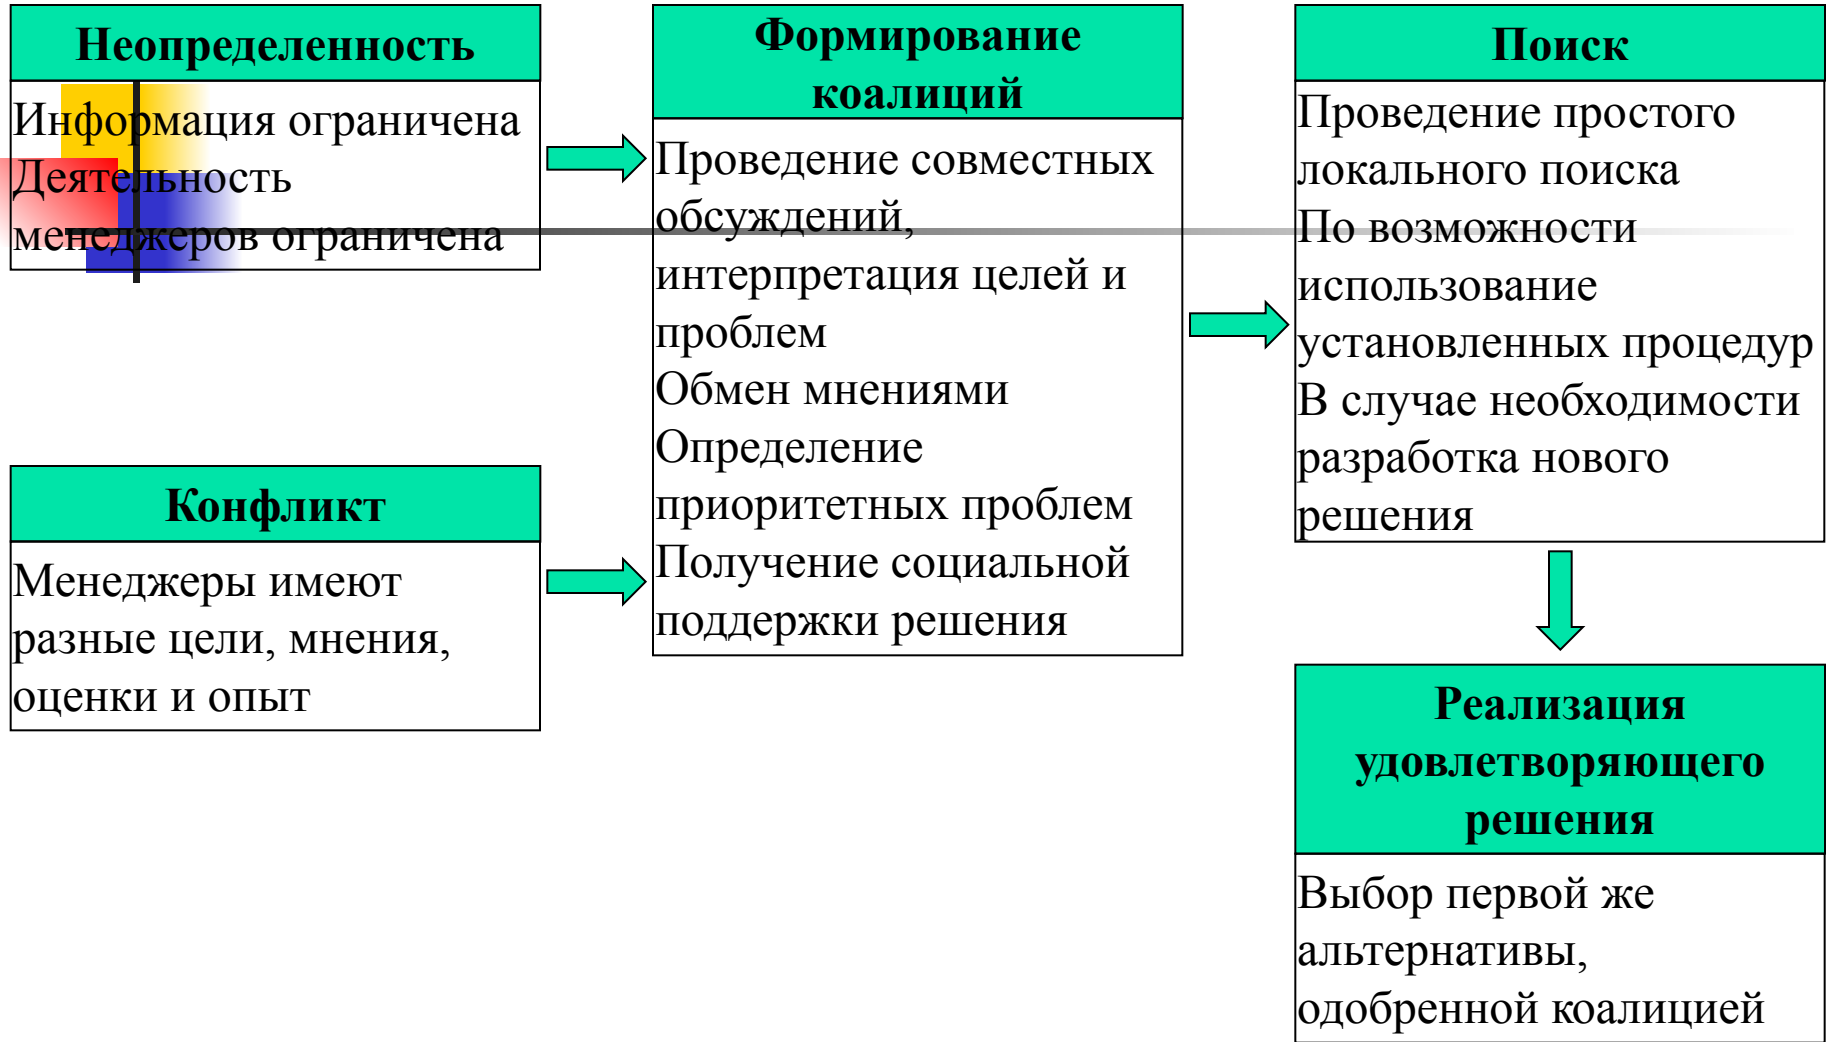 Неопределенность
Информация ограничена
Деятельность
менеджеров ограничена
Конфликт
Менеджеры имеют
разные цели, мнения,
оценки и опыт
Формирование
коалиций
Проведение совместных
обсуждений,
интерпретация целей и
проблем
Обмен мнениями
Определение
приоритетных проблем
Получение социальной
поддержки решения
Поиск
Проведение простого
локального поиска
По возможности
использование
установленных процедур
В случае необходимости
разработка нового
решения
Реализация
удовлетворяющего
решения
Выбор первой же
альтернативы,
одобренной коалицией